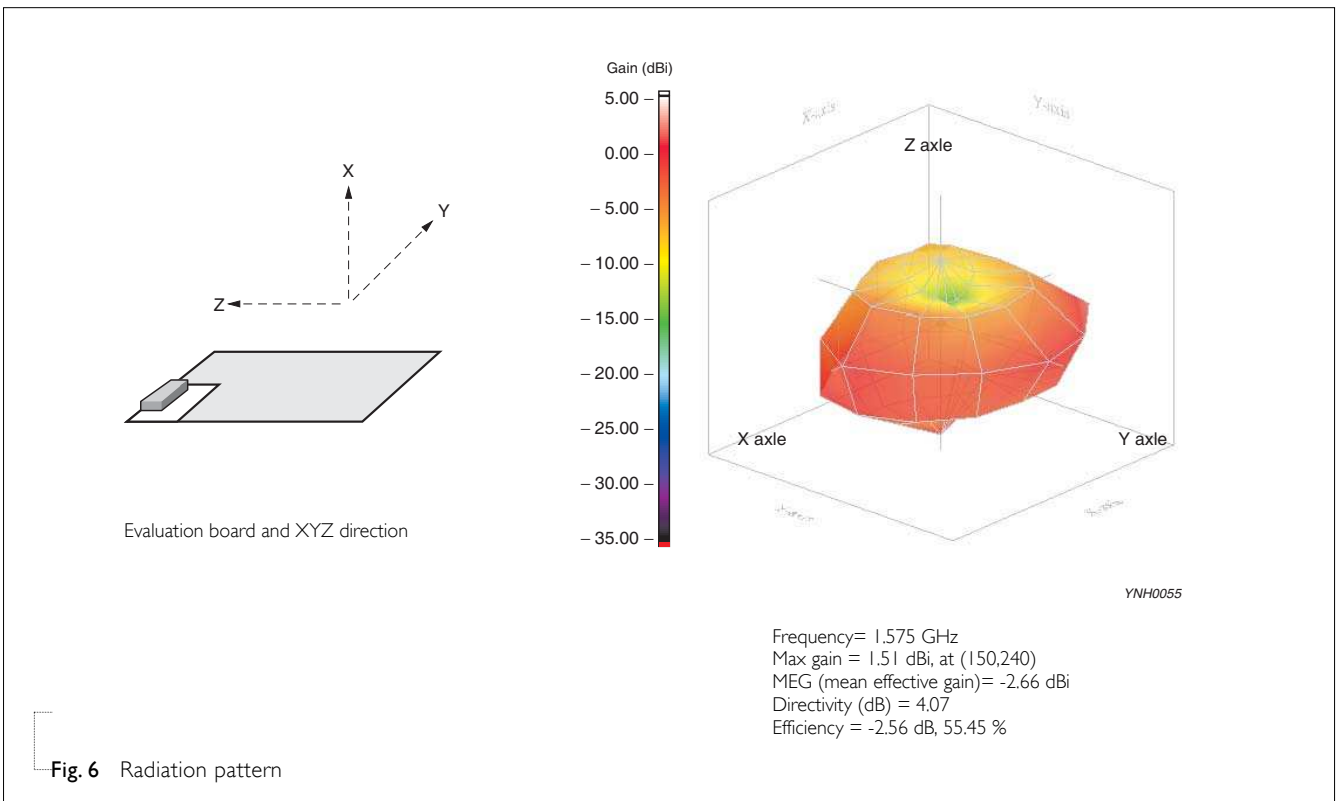 Gain (dBi)
5.00 –
0.00 –
– 5.00 –
– 10.00 –
– 15.00 –
– 20.00 –
– 25.00 –
– 30.00 –
– 35.00 –
X
Y
Z
Evaluation board and XYZ direction
Y-axis
Z axle
X axle
Y axle
YNH0055
Frequency= 1.575 GHz
Max gain = 1.51 dBi, at (150,240)
MEG (mean effective gain)= -2.66 dBi
Directivity (dB) = 4.07
Efficiency = -2.56 dB, 55.45 %
Fig. 6 Radiation pattern